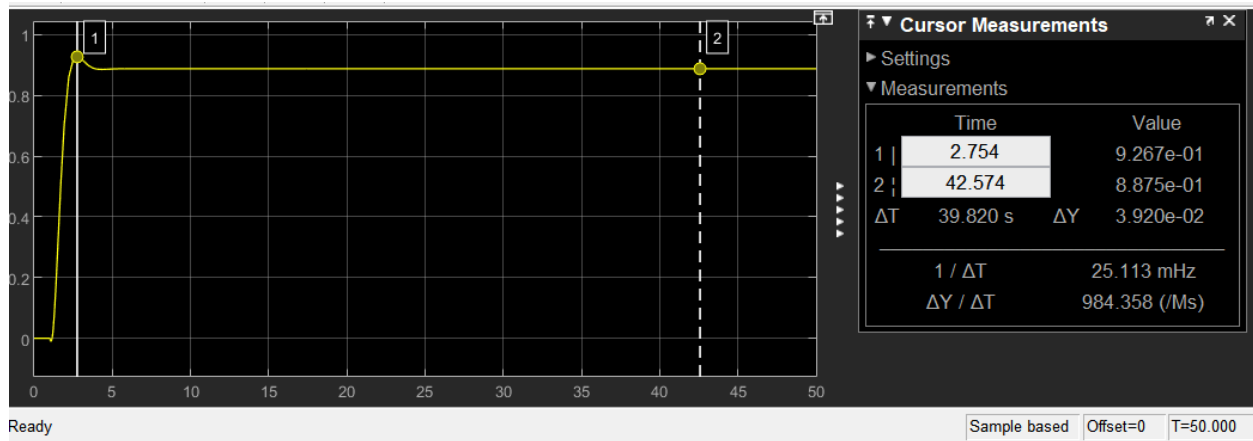 1
0.8
0.6
0.4
0.2
0
0 5 10 15 20 25 30 35 40 45 50
1
2
Cursor Measurements
Settings
Measurements
Time Value
1 | 2.754 9.267e-01
2 ¦ 42.574 8.875e-01
ΔT 39.820 s ΔY 3.920e-02
1 / ΔT 25.113 mHz
ΔY / ΔT 984.358 (/Ms)
Ready Sample based Offset=0 T=50.000